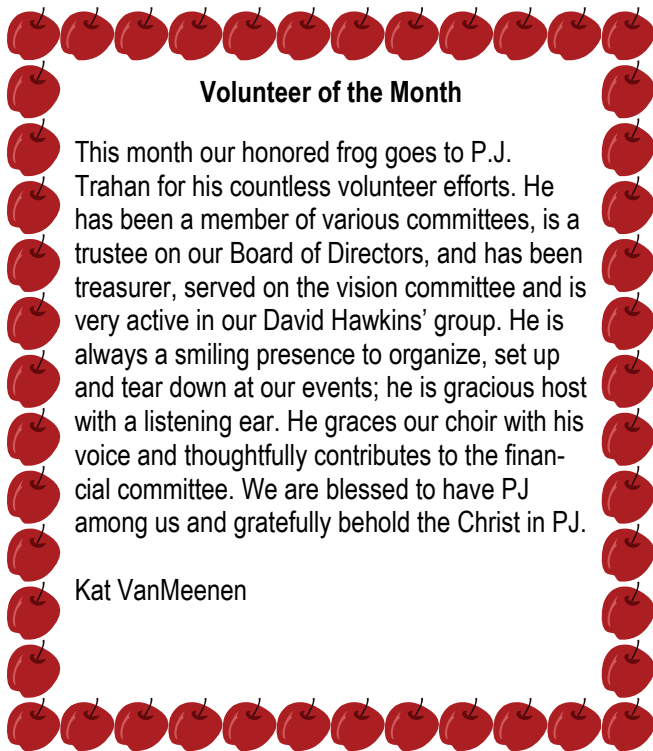 Volunteer of the Month
This month our honored frog goes to P.J.
Trahan for his countless volunteer efforts. He
has been a member of various committees, is a
trustee on our Board of Directors, and has been
treasurer, served on the vision committee and is
very active in our David Hawkins’ group. He is
always a smiling presence to organize, set up
and tear down at our events; he is gracious host
with a listening ear. He graces our choir with his
voice and thoughtfully contributes to the finan-
cial committee. We are blessed to have PJ
among us and gratefully behold the Christ in PJ.
Kat VanMeenen